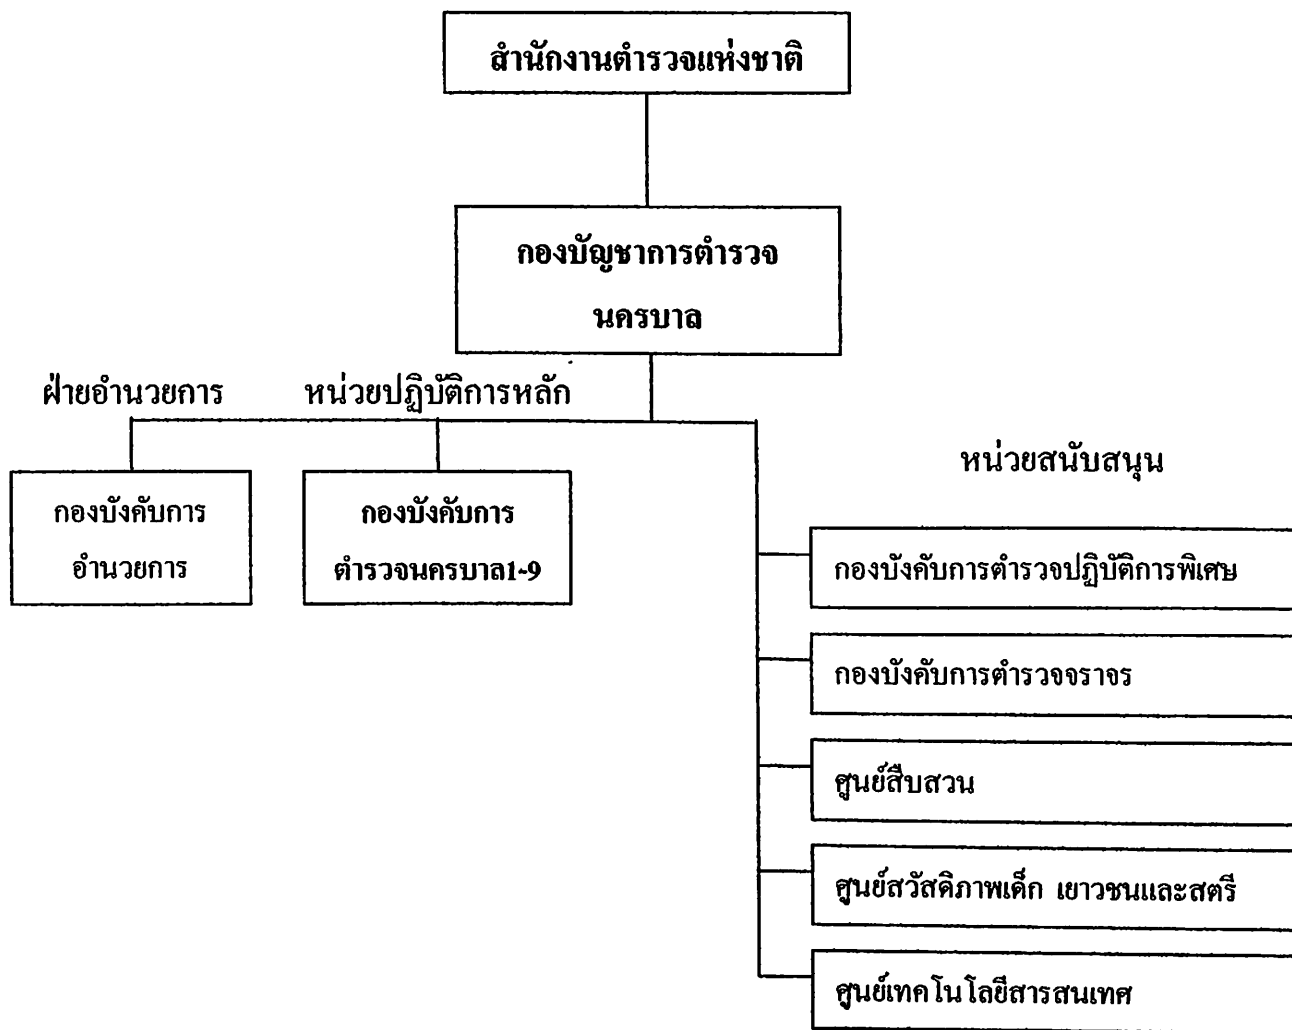 สำนักงานตำรวจแห่งชาติ
กองบัญชาการตำรวจ
นครบาล
ฝ่ายอำนวยการ
หน่วยปฏิบัติการหลัก
กองบังคับการ
อำนวยการ
กองบังคับการ
ตำรวจนครบาล1-9
หน่วยสนับสนุน
กองบังคับการตำรวจปฏิบัติการพิเศษ
กองบังคับการตำรวจจราจร
ศูนย์สืบสวน
ศูนย์สวัสดิภาพเด็ก เยาวชนและสตรี
ศูนย์เทคโนโลยีสารสนเทศ